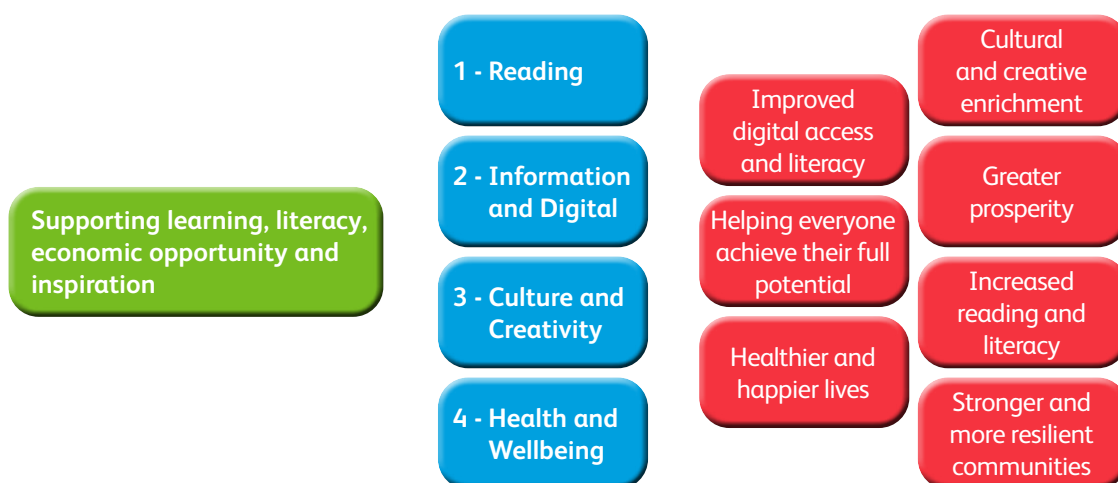 Supporting learning, literacy,
economic opportunity and
inspiration
1 - Reading
2 - Information
and Digital
3 - Culture and
Creativity
4 - Health and
Wellbeing
Improved
digital access
and literacy
Helping everyone
achieve their full
potential
Healthier and
happier lives
Cultural
and creative
enrichment
Greater
prosperity
Increased
reading and
literacy
Stronger and
more resilient
communities